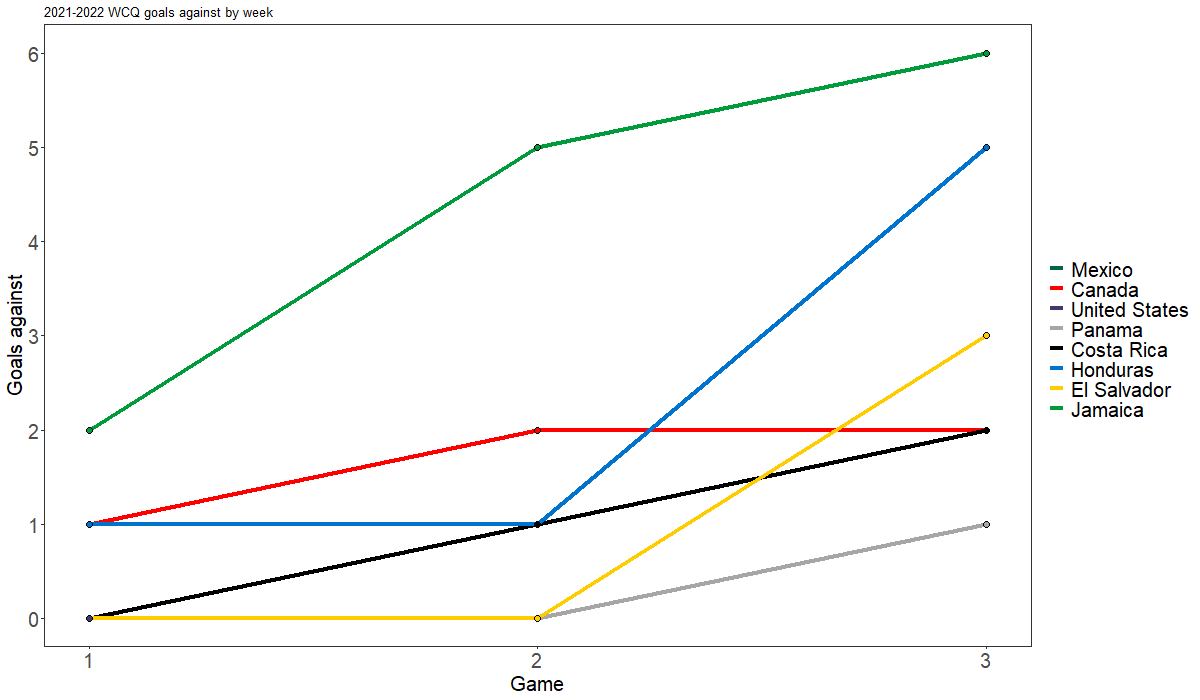 2021-2022 WCQ goals against by week
Goals against
6
5
4
3
2
1
0
1 2 3
Game
Mexico
Canada
United States
Panama
Costa Rica
Honduras
El Salvador
Jamaica